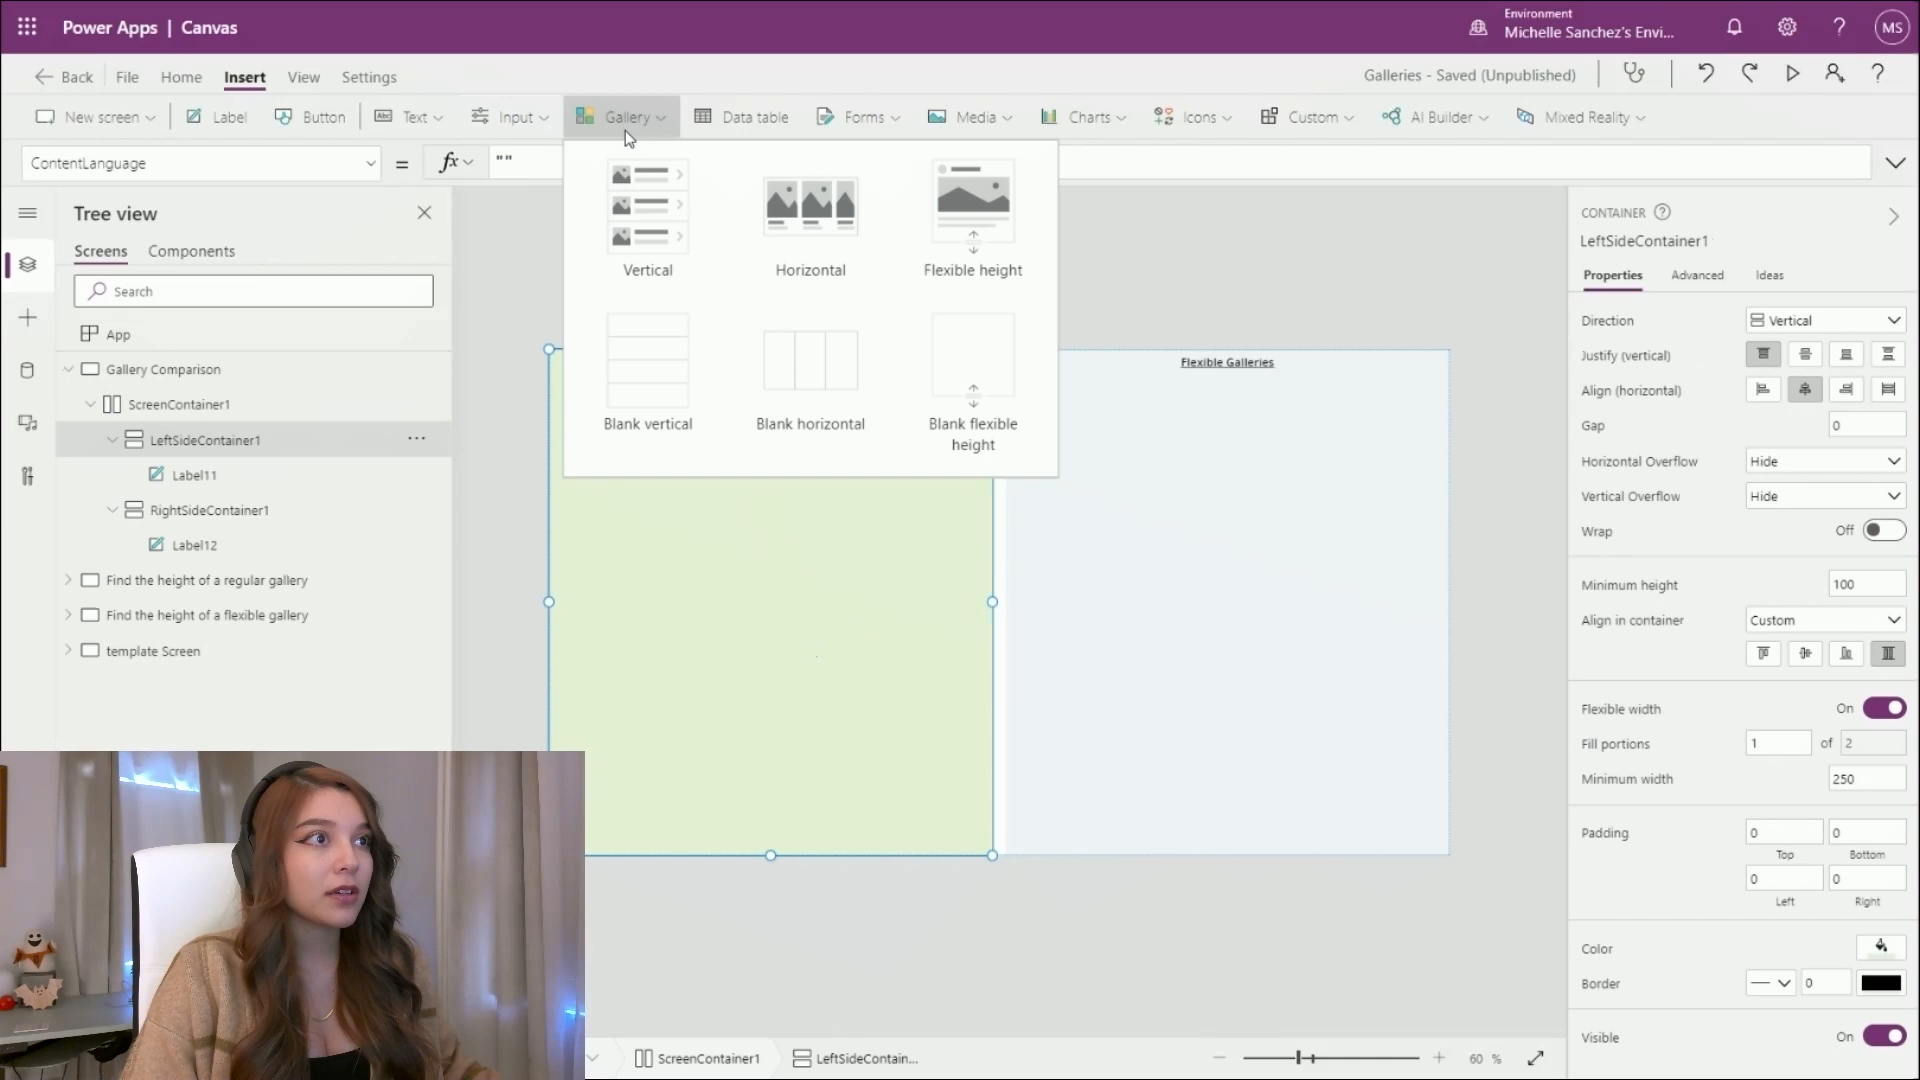 Power Apps | Canvas
Environment
Michelle Sanchez's Envi...
MS
Back
File
Home
Insert
View
Settings
Galleries - Saved (Unpublished)
New screen
Label
Button
Text
Input
Gallery
Data table
Forms
Media
Charts
Icons
Custom
AI Builder
Mixed Reality
ContentLanguage
=
fx
""
Tree view
Screens
Components
Search
App
Gallery Comparison
ScreenContainer1
LeftSideContainer1
Label11
RightSideContainer1
Label12
Find the height of a regular gallery
Find the height of a flexible gallery
template Screen
Vertical
Horizontal
Flexible height
Blank vertical
Blank horizontal
Blank flexible
height
Flexible Galleries
CONTAINER
LeftSideContainer1
Properties
Advanced
Ideas
Direction
Vertical
Justify (vertical)
Align (horizontal)
Gap
0
Horizontal Overflow
Hide
Vertical Overflow
Hide
Wrap
Off
Minimum height
100
Align in container
Custom
Flexible width
On
Fill portions
1
of
2
Minimum width
250
Padding
0
0
Top
Bottom
0
0
Left
Right
Color
Border
0
Visible
On
ScreenContainer1
LeftSideContain...
60 %